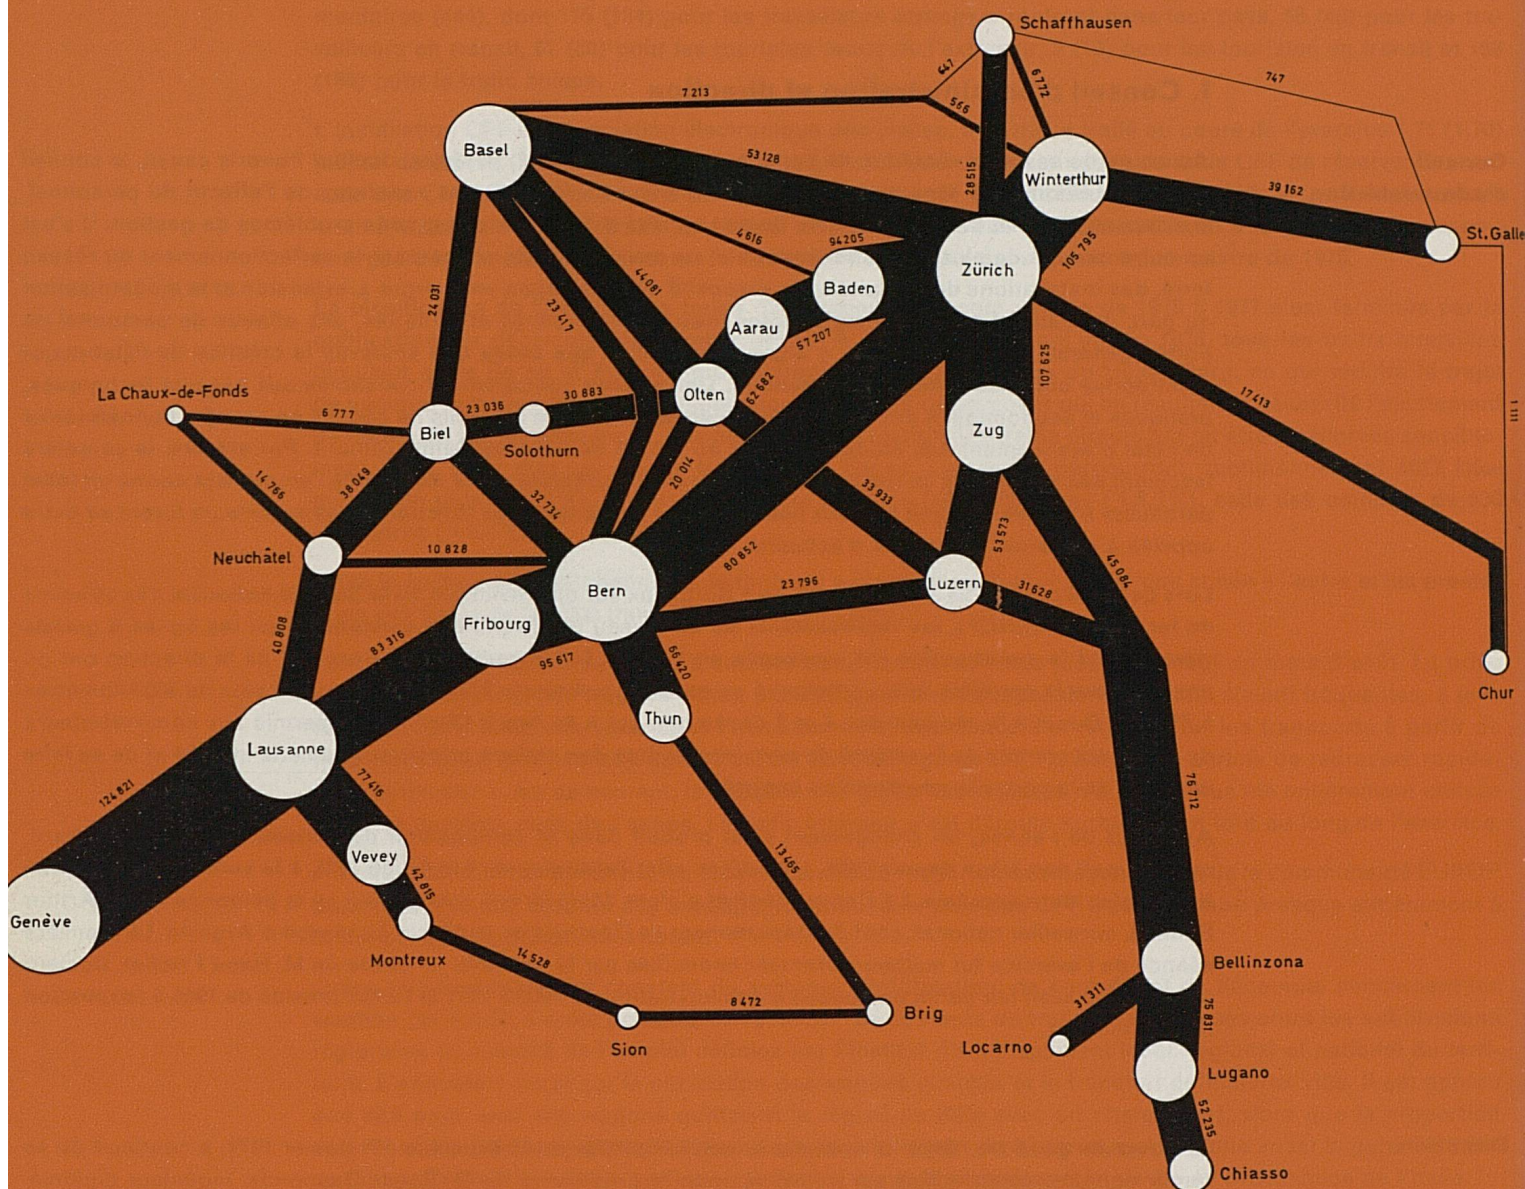 Schaffhausen
647
747
7 213
566
6 772
Basel
53 128
28 515
Winterthur
39 162
St. Galle
4 616
94 205
105 795
Zürich
24 031
23 417
44 081
Baden
Aarau
57 207
107 625
17 413
1 111
La Chaux-de-Fonds
6 777
23 036
30 883
Olten
62 682
Biel
Solothurn
Zug
14 766
38 049
32 734
20 014
33 933
Neuchâtel
10 828
80 852
53 573
45 084
Bern
23 796
Luzern
31 628
Fribourg
40 808
83 316
95 617
66 420
Chur
Thun
Lausanne
124 821
77 416
76 712
Vevey
42 815
13 465
Genève
Montreux
14 528
8 472
Brig
Sion
Bellinzona
31 311
75 831
Locarno
Lugano
52 235
Chiasso